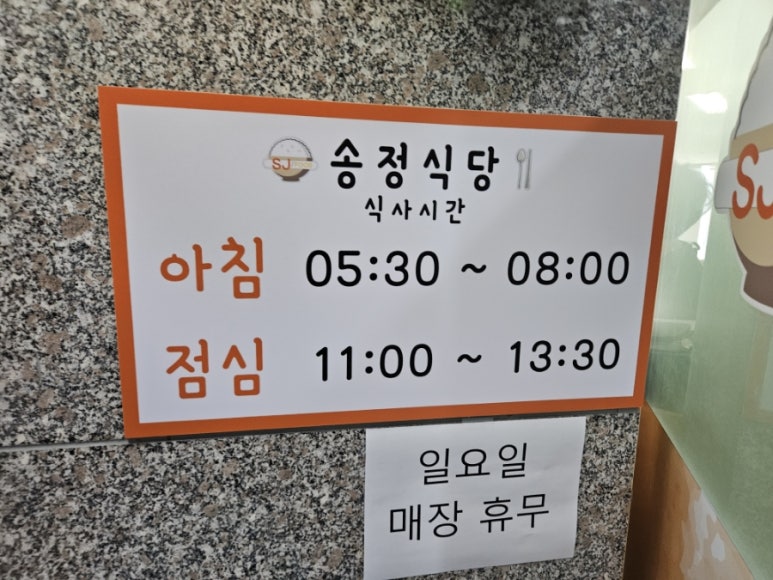 SJ 송정식당
식사시간
아침 05:30 ~ 08:00
점심 11:00 ~ 13:30
일요일
매장 휴무
SJ